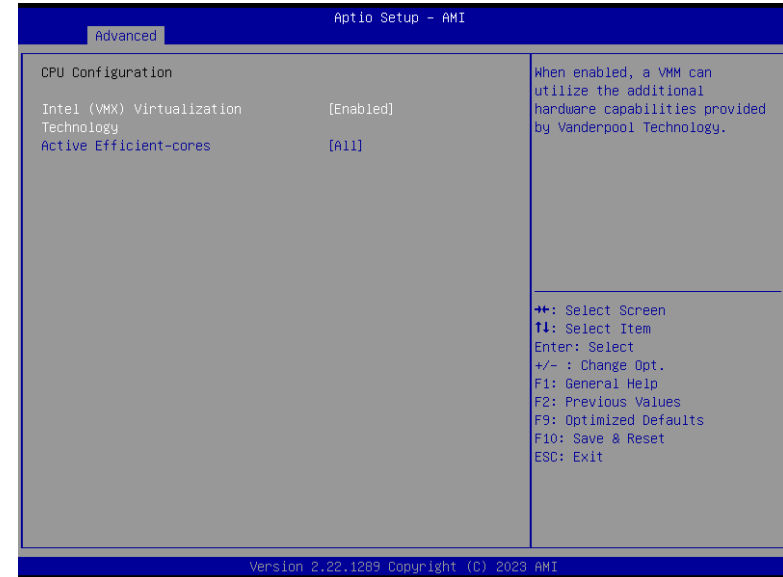 Aptio Setup – AMI
Advanced
CPU Configuration
Intel (VMX) Virtualization Technology [Enabled]
Active Efficient-cores [All]
When enabled, a VMM can
utilize the additional
hardware capabilities provided
by Vanderpool Technology.
→←: Select Screen
↑↓: Select Item
Enter: Select
+/- : Change Opt.
F1: General Help
F2: Previous Values
F9: Optimized Defaults
F10: Save & Reset
ESC: Exit
Version 2.22.1289 Copyright (C) 2023 AMI